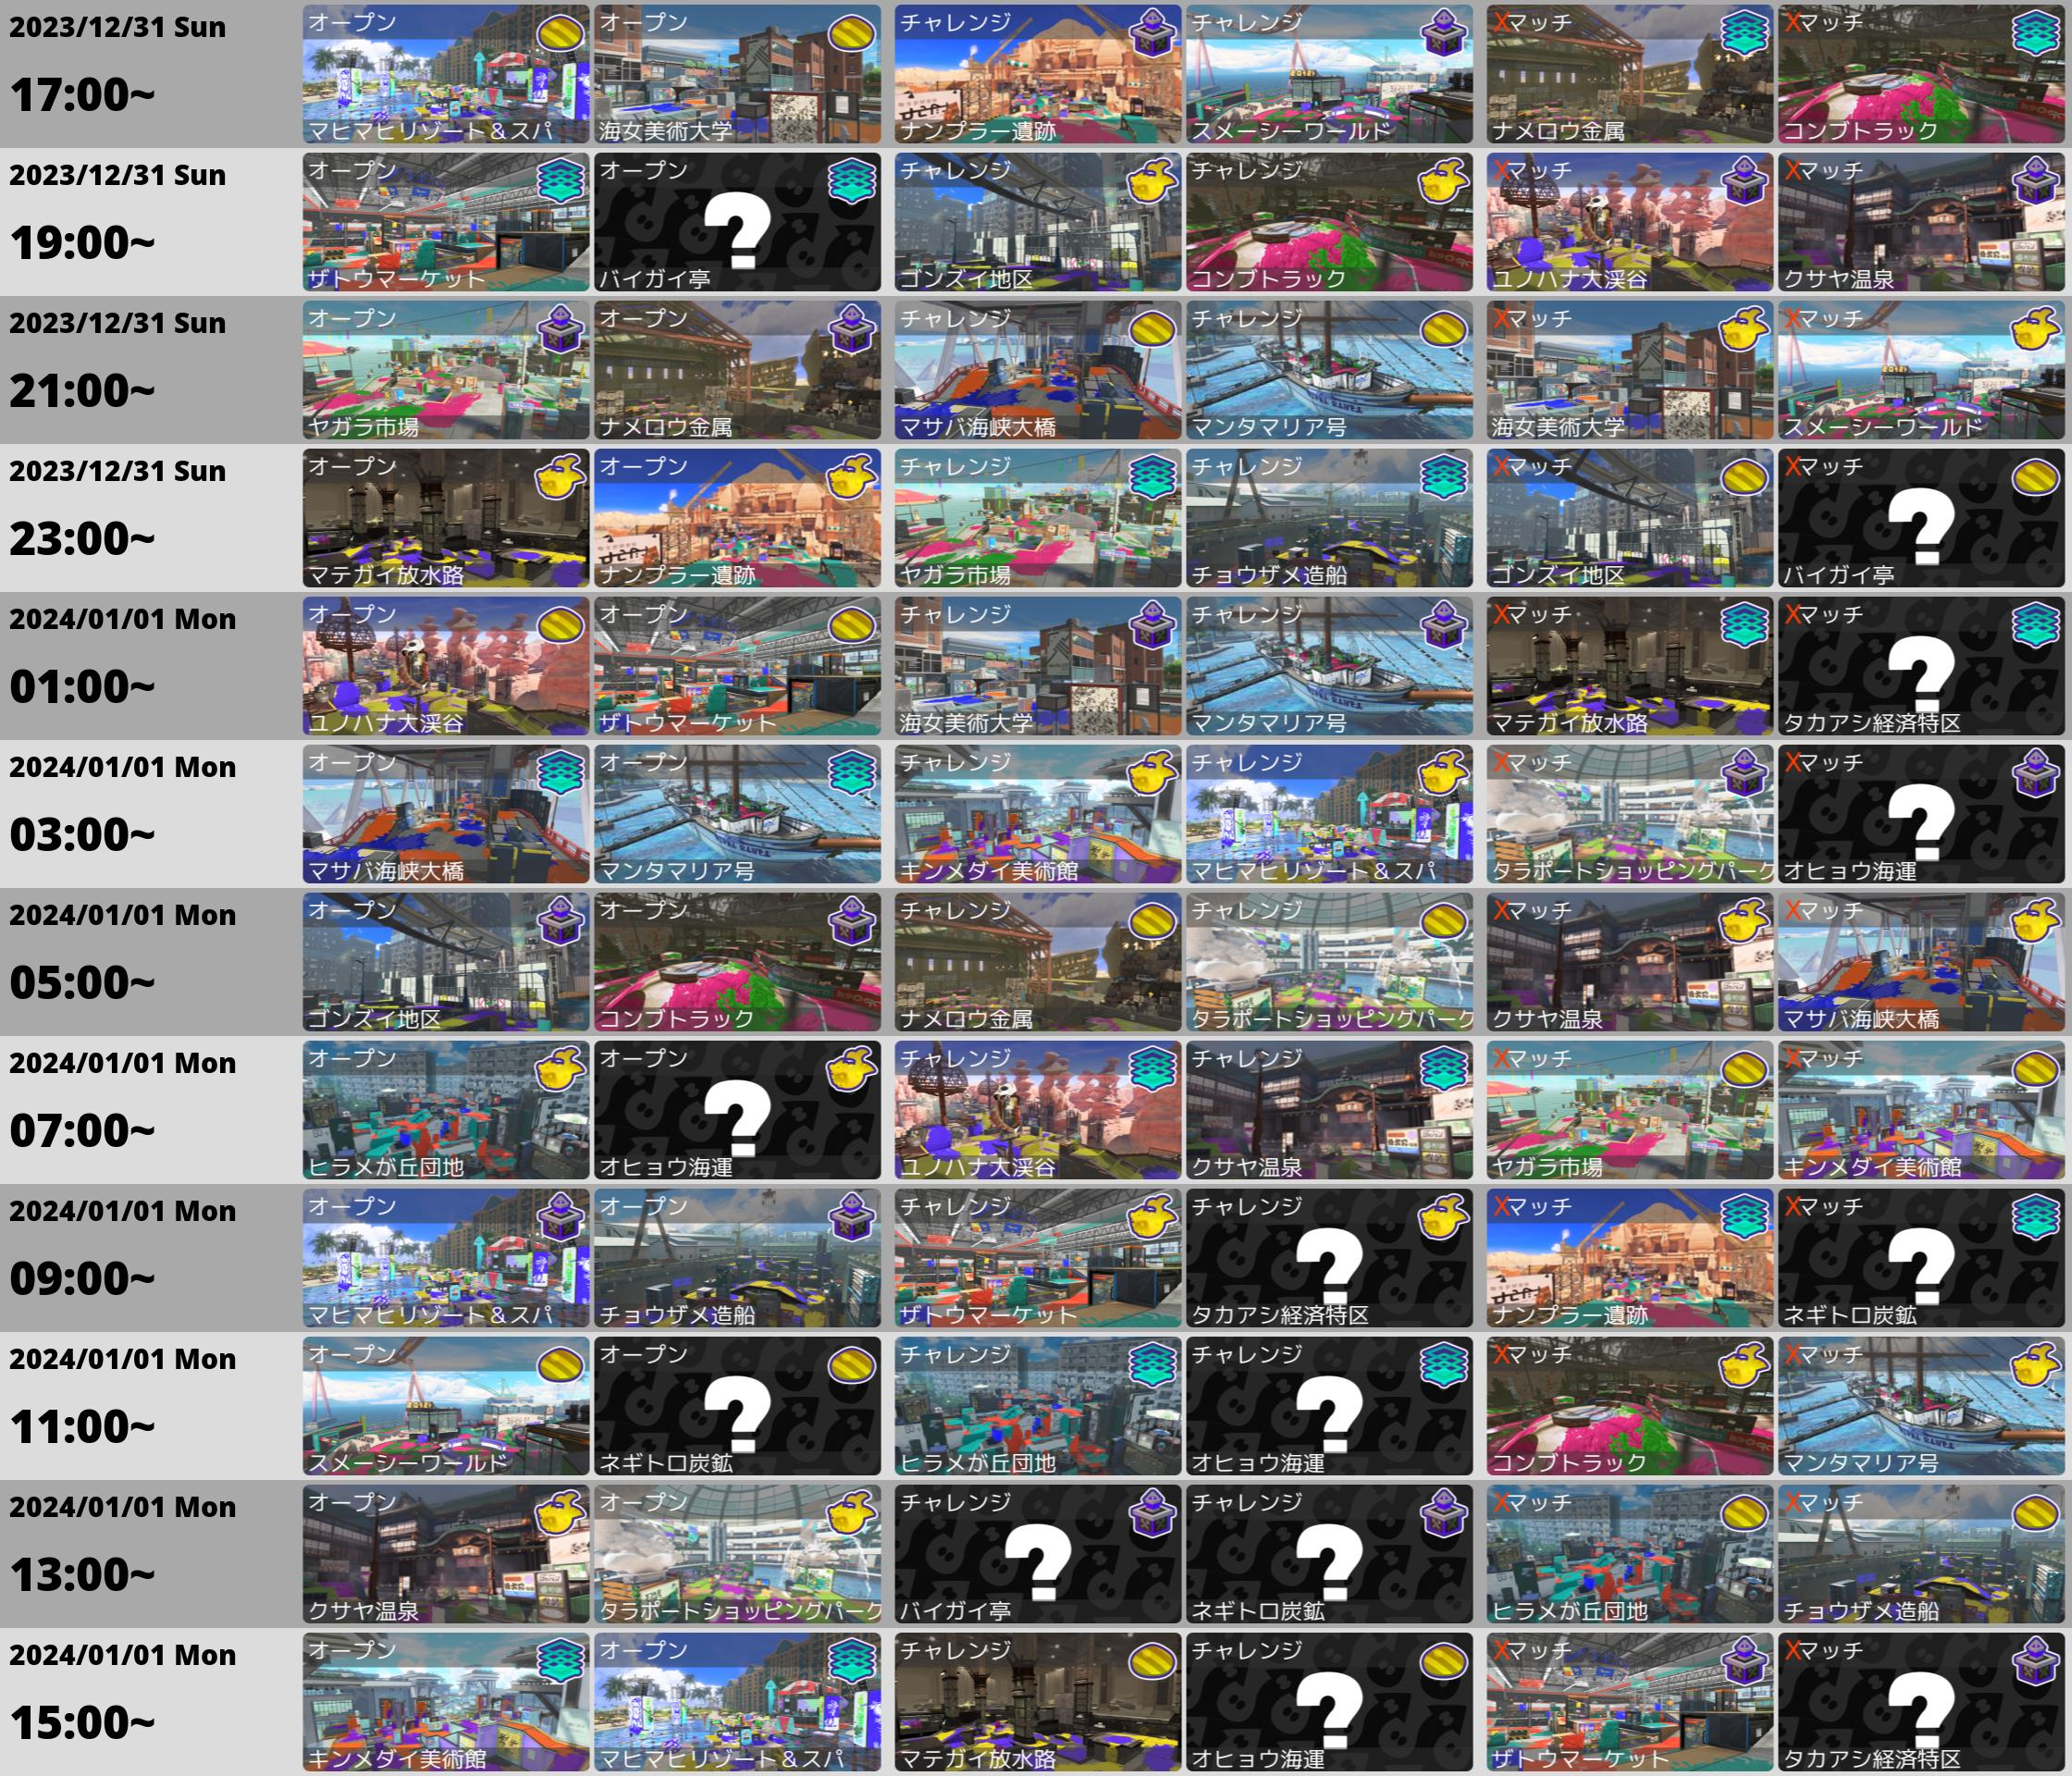 2023/12/31 Sun
17:00~
オープン
マヒマヒリゾート＆スパ
オープン
海女美術大学
チャレンジ
ナンプラー遺跡
チャレンジ
スメーシーワールド
Xマッチ
ナメロウ金属
Xマッチ
コンブトラック
2023/12/31 Sun
19:00~
オープン
ザトウマーケット
オープン
?
バイガイ亭
チャレンジ
ゴンズイ地区
チャレンジ
コンブトラック
Xマッチ
ユノハナ大渓谷
Xマッチ
クサヤ温泉
2023/12/31 Sun
21:00~
オープン
ヤガラ市場
オープン
ナメロウ金属
チャレンジ
マサバ海峡大橋
チャレンジ
マンタマリア号
Xマッチ
海女美術大学
Xマッチ
スメーシーワールド
2023/12/31 Sun
23:00~
オープン
マテガイ放水路
オープン
ナンプラー遺跡
チャレンジ
ヤガラ市場
チャレンジ
チョウザメ造船
Xマッチ
ゴンズイ地区
Xマッチ
?
バイガイ亭
2024/01/01 Mon
01:00~
オープン
ユノハナ大渓谷
オープン
ザトウマーケット
チャレンジ
海女美術大学
チャレンジ
マンタマリア号
Xマッチ
マテガイ放水路
Xマッチ
?
タカアシ経済特区
2024/01/01 Mon
03:00~
オープン
マサバ海峡大橋
オープン
マンタマリア号
チャレンジ
キンメダイ美術館
チャレンジ
マヒマヒリゾート＆スパ
Xマッチ
タラポートショッピングパーク
Xマッチ
?
オヒョウ海運
2024/01/01 Mon
05:00~
オープン
ゴンズイ地区
オープン
コンブトラック
チャレンジ
ナメロウ金属
チャレンジ
タラポートショッピングパーク
Xマッチ
クサヤ温泉
Xマッチ
マサバ海峡大橋
2024/01/01 Mon
07:00~
オープン
ヒラメが丘団地
オープン
?
オヒョウ海運
チャレンジ
ユノハナ大渓谷
チャレンジ
クサヤ温泉
Xマッチ
ヤガラ市場
Xマッチ
キンメダイ美術館
2024/01/01 Mon
09:00~
オープン
マヒマヒリゾート＆スパ
オープン
チョウザメ造船
チャレンジ
ザトウマーケット
チャレンジ
?
タカアシ経済特区
Xマッチ
ナンプラー遺跡
Xマッチ
?
ネギトロ炭鉱
2024/01/01 Mon
11:00~
オープン
スメーシーワールド
オープン
?
ネギトロ炭鉱
チャレンジ
ヒラメが丘団地
チャレンジ
?
オヒョウ海運
Xマッチ
コンブトラック
Xマッチ
マンタマリア号
2024/01/01 Mon
13:00~
オープン
クサヤ温泉
オープン
タラポートショッピングパーク
チャレンジ
?
バイガイ亭
チャレンジ
?
ネギトロ炭鉱
Xマッチ
ヒラメが丘団地
Xマッチ
チョウザメ造船
2024/01/01 Mon
15:00~
オープン
キンメダイ美術館
オープン
マヒマヒリゾート＆スパ
チャレンジ
マテガイ放水路
チャレンジ
?
オヒョウ海運
Xマッチ
ザトウマーケット
Xマッチ
?
タカアシ経済特区